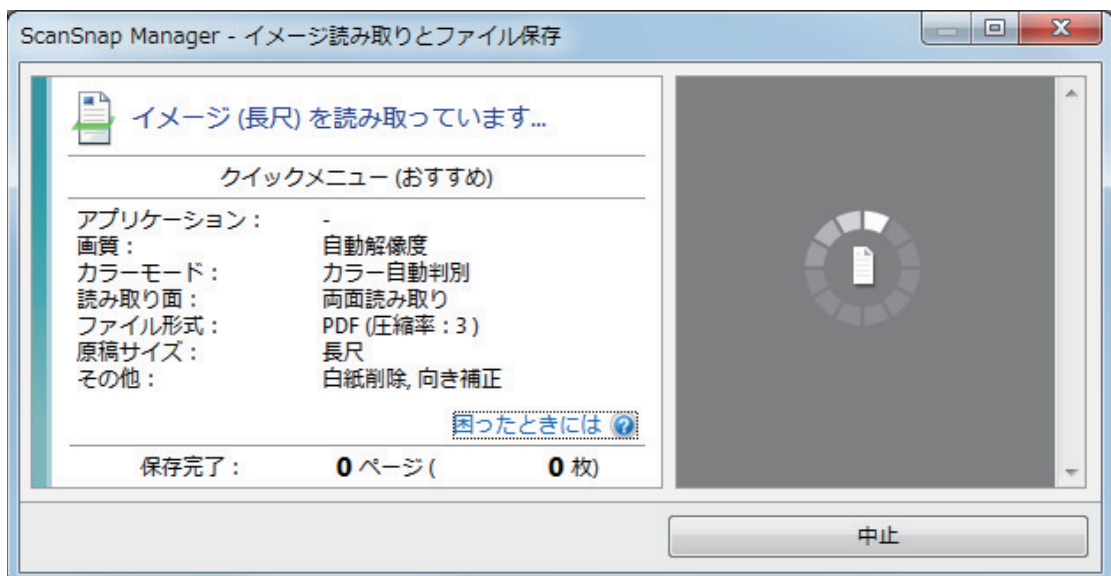 ScanSnap Manager - イメージ読み取りとファイル保存
イメージ (長尺) を読み取っています...
クイックメニュー (おすすめ)
アプリケーション： -
画質： 自動解像度
カラーモード： カラー自動判別
読み取り面： 両面読み取り
ファイル形式： PDF (圧縮率：3 )
原稿サイズ： 長尺
その他： 白紙削除, 向き補正
困ったときには
保存完了： 0 ページ ( 0 枚)
中止